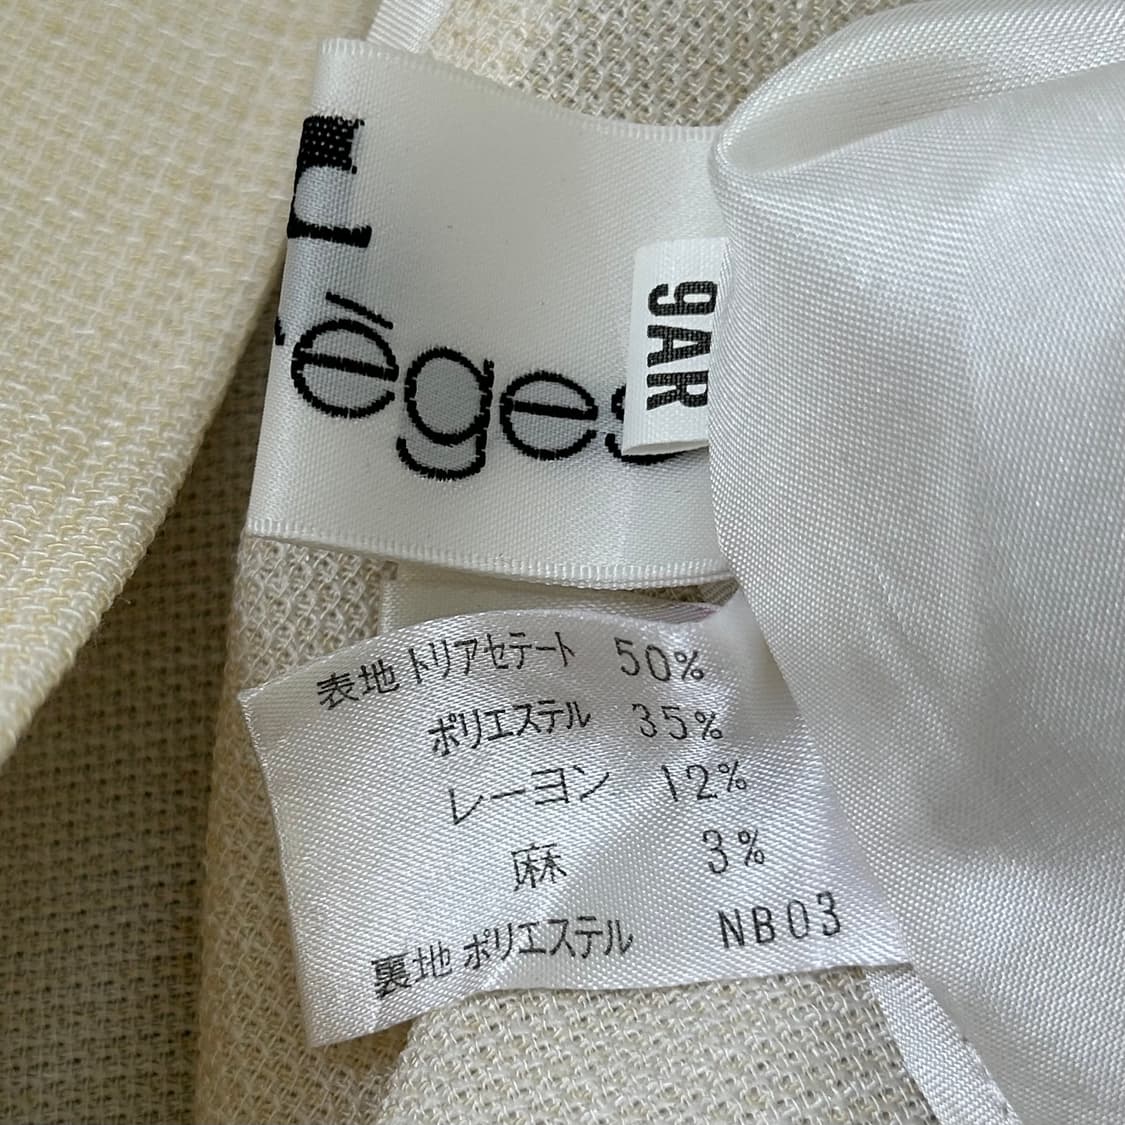 èges
9AR
表地 トリアセテート 50%
ポリエステル 35%
レーヨン 12%
麻 3%
裏地 ポリエステル NB03